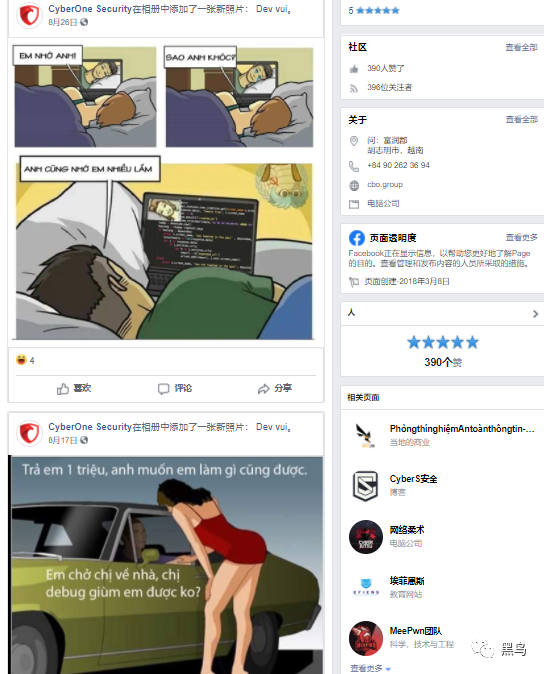 CyberOne Security在相册中添加了一张新照片： Dev vui。
8月26日
EM NHỚ ANH!
SAO ANH KHÓC?
ANH CŨNG NHỚ EM NHIỀU LẮM
4
喜欢
评论
分享
CyberOne Security在相册中添加了一张新照片： Dev vui。
8月17日
Trả em 1 triệu, anh muốn em làm gì cũng được.
Em chở chị về nhà, chị
debug giùm em được ko?
5
社区
查看全部
390人赞了
396位关注者
关于
查看全部
问：富润郡
胡志明市，越南
+84 90 262 36 94
cbo.group
电脑公司
页面透明度
查看更多
Facebook正在显示信息，以帮助您更好地了解Page
的目的。查看管理和发布内容的人员所采取的措施。
页面创建-2018年3月8日
人
390个赞
相关页面
PhòngthínghiệmAntoànthôngtin-...
当地的商业
CyberS安全
博客
网络柔术
电脑公司
埃菲恩斯
EFIENS
教育网站
MeePwn团队
科学，技术与工程
查看更多
黑鸟